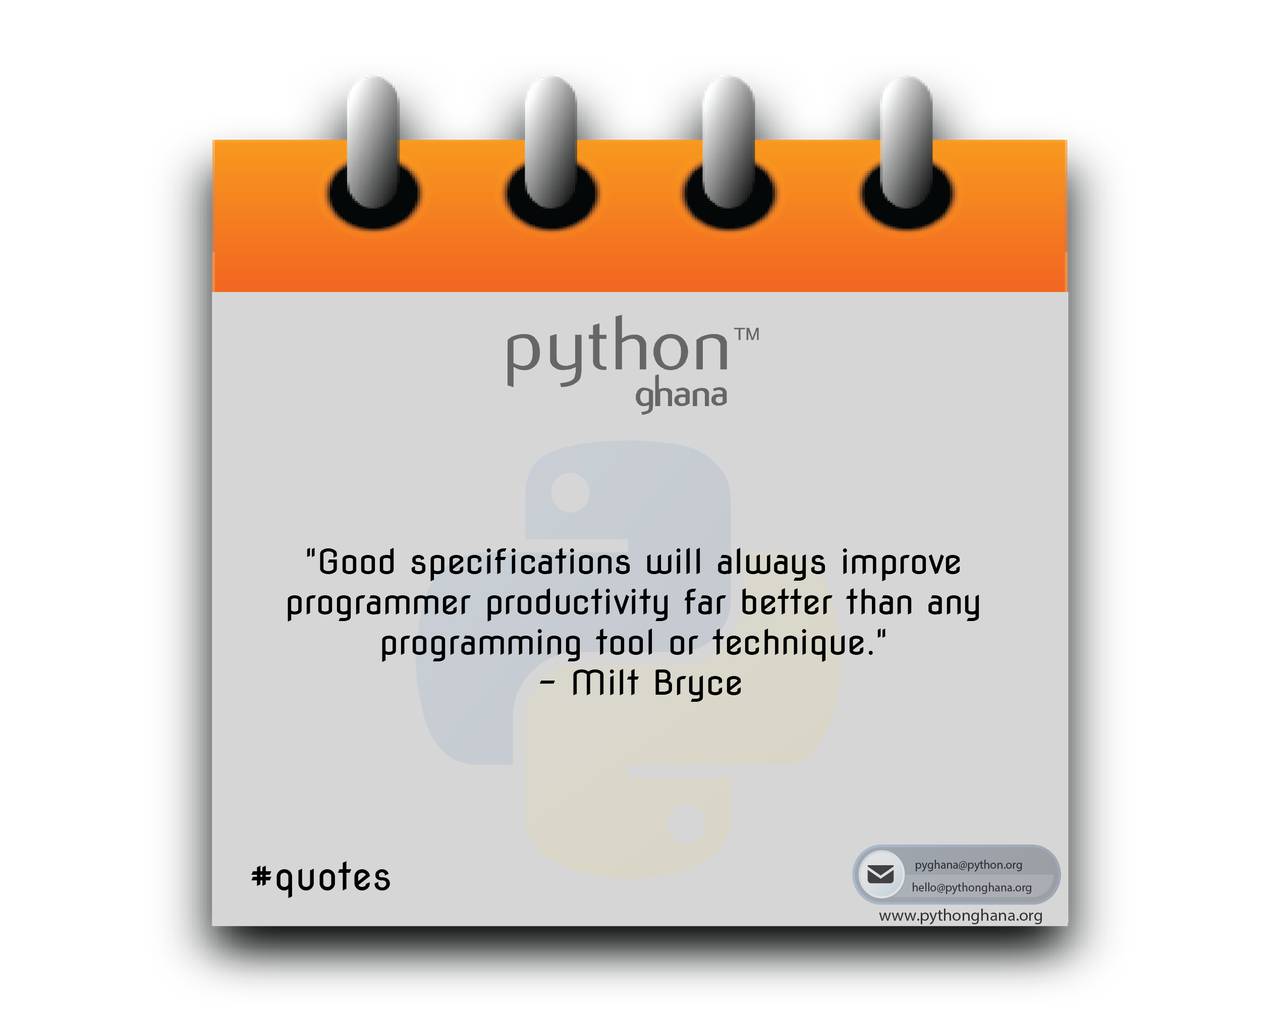 python™
ghana
"Good specifications will always improve
programmer productivity far better than any
programming tool or technique."
- Milt Bryce
#quotes
pyghana@python.org
hello@pythonghana.org
www.pythonghana.org